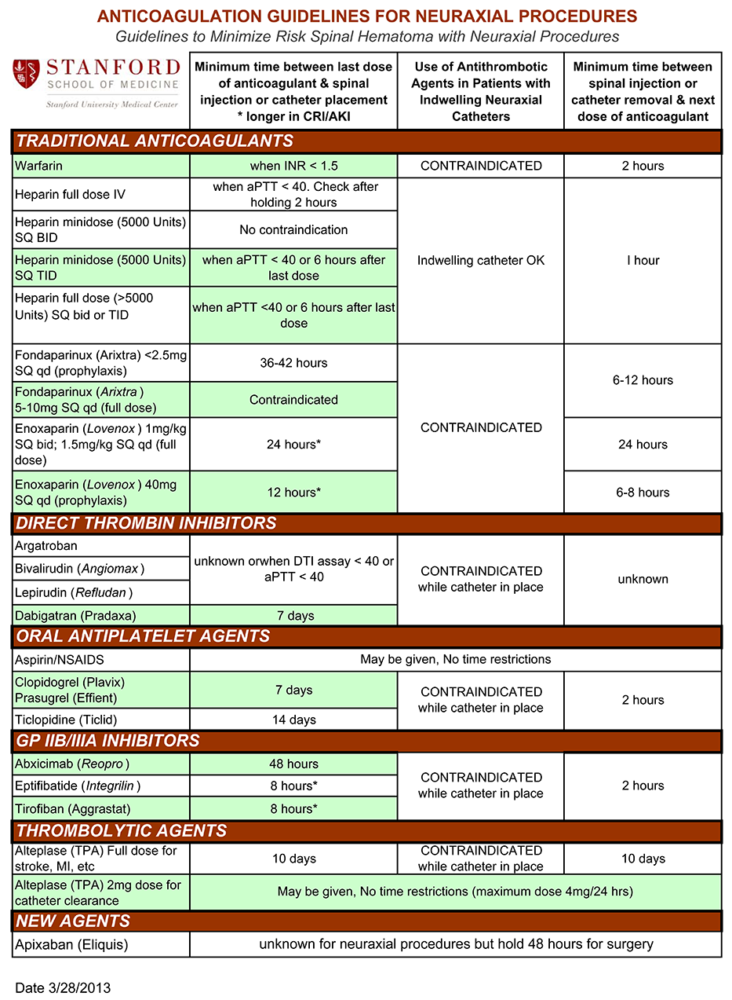 ANTICOAGULATION GUIDELINES FOR NEURAXIAL PROCEDURES
Guidelines to Minimize Risk Spinal Hematoma with Neuraxial Procedures
STANFORD
SCHOOL OF MEDICINE
Stanford University Medical Center
Minimum time between last dose
of anticoagulant & spinal
injection or catheter placement
* longer in CRI/AKI
Use of Antithrombotic
Agents in Patients with
Indwelling Neuraxial
Catheters
Minimum time between
spinal injection or
catheter removal & next
dose of anticoagulant
TRADITIONAL ANTICOAGULANTS
Warfarin
when INR < 1.5
CONTRAINDICATED
2 hours
Heparin full dose IV
when aPTT < 40. Check after
holding 2 hours
Heparin minidose (5000 Units)
SQ BID
No contraindication
Heparin minidose (5000 Units)
SQ TID
when aPTT < 40 or 6 hours after
last dose
Indwelling catheter OK
l hour
Heparin full dose (>5000
Units) SQ bid or TID
when aPTT <40 or 6 hours after last
dose
Fondaparinux (Arixtra) <2.5mg
SQ qd (prophylaxis)
36-42 hours
6-12 hours
Fondaparinux (Arixtra )
5-10mg SQ qd (full dose)
Contraindicated
CONTRAINDICATED
Enoxaparin (Lovenox ) 1mg/kg
SQ bid; 1.5mg/kg SQ qd (full
dose)
24 hours*
24 hours
Enoxaparin (Lovenox ) 40mg
SQ qd (prophylaxis)
12 hours*
6-8 hours
DIRECT THROMBIN INHIBITORS
Argatroban
Bivalirudin (Angiomax )
Lepirudin (Refludan )
unknown orwhen DTI assay < 40 or
aPTT < 40
CONTRAINDICATED
while catheter in place
unknown
Dabigatran (Pradaxa)
7 days
ORAL ANTIPLATELET AGENTS
Aspirin/NSAIDS
May be given, No time restrictions
Clopidogrel (Plavix)
Prasugrel (Effient)
7 days
CONTRAINDICATED
while catheter in place
2 hours
Ticlopidine (Ticlid)
14 days
GP IIB/IIIA INHIBITORS
Abxicimab (Reopro )
48 hours
Eptifibatide (Integrilin )
8 hours*
CONTRAINDICATED
while catheter in place
2 hours
Tirofiban (Aggrastat)
8 hours*
THROMBOLYTIC AGENTS
Alteplase (TPA) Full dose for
stroke, MI, etc
10 days
CONTRAINDICATED
while catheter in place
10 days
Alteplase (TPA) 2mg dose for
catheter clearance
May be given, No time restrictions (maximum dose 4mg/24 hrs)
NEW AGENTS
Apixaban (Eliquis)
unknown for neuraxial procedures but hold 48 hours for surgery
Date 3/28/2013